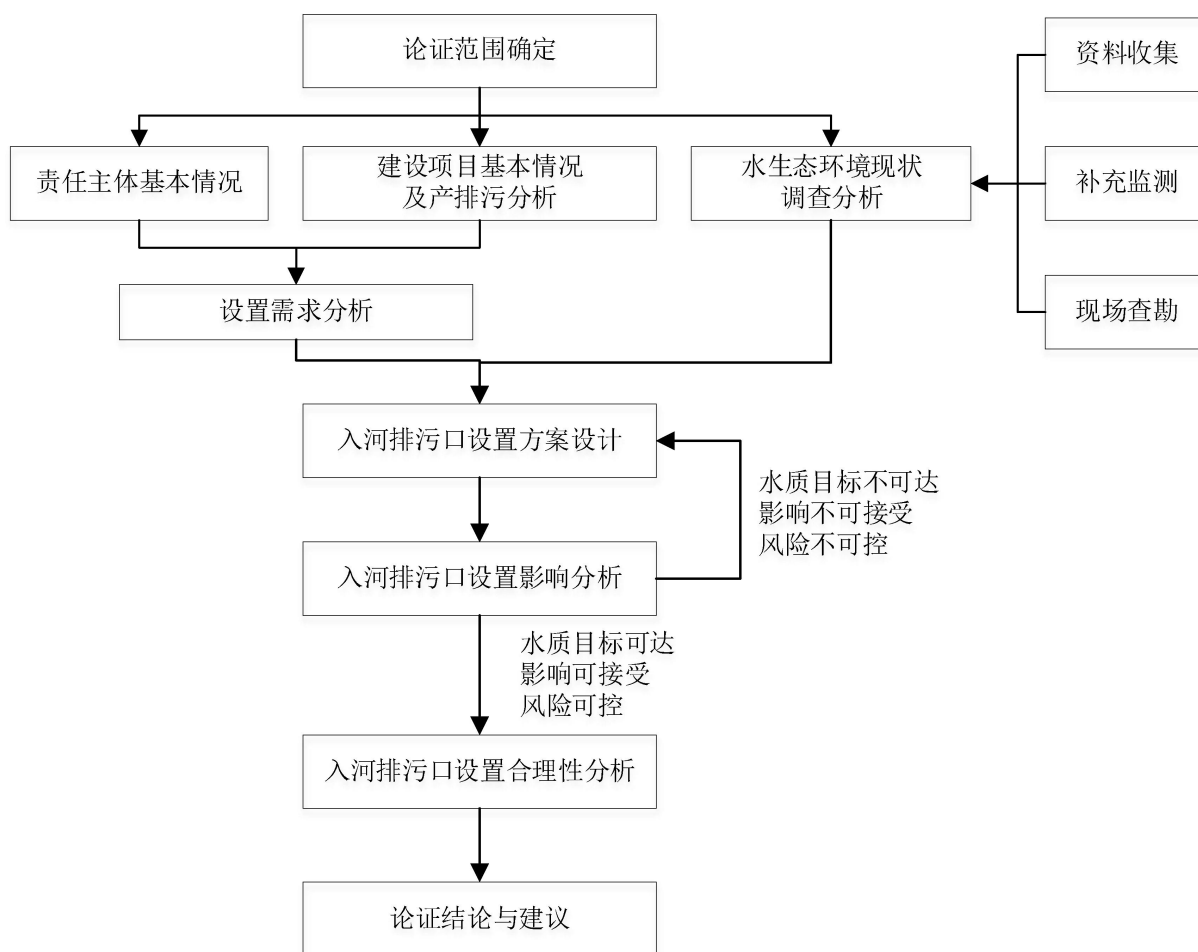 论证范围确定
资料收集
责任主体基本情况
建设项目基本情况
及产排污分析
水生态环境现状
调查分析
补充监测
设置需求分析
现场查勘
入河排污口设置方案设计
水质目标不可达
影响不可接受
风险不可控
入河排污口设置影响分析
水质目标可达
影响可接受
风险可控
入河排污口设置合理性分析
论证结论与建议